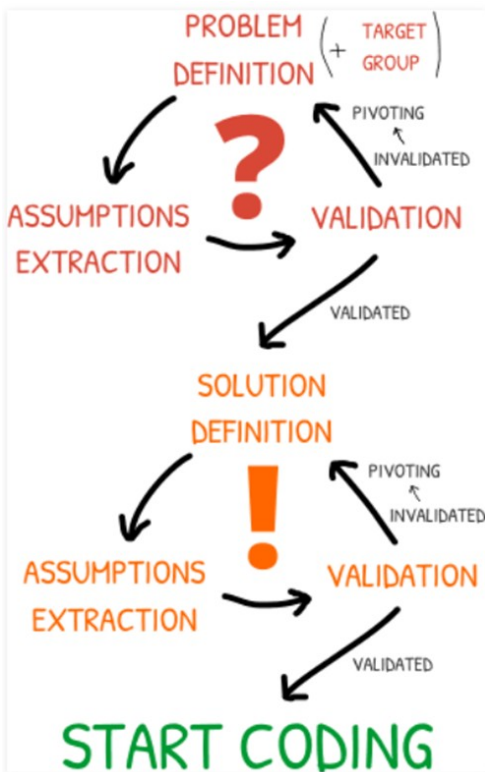 PROBLEM
DEFINITION
(+ TARGET
GROUP)
PIVOTING
INVALIDATED
?
ASSUMPTIONS
EXTRACTION
VALIDATION
VALIDATED
SOLUTION
DEFINITION
PIVOTING
INVALIDATED
!
ASSUMPTIONS
EXTRACTION
VALIDATION
VALIDATED
START CODING